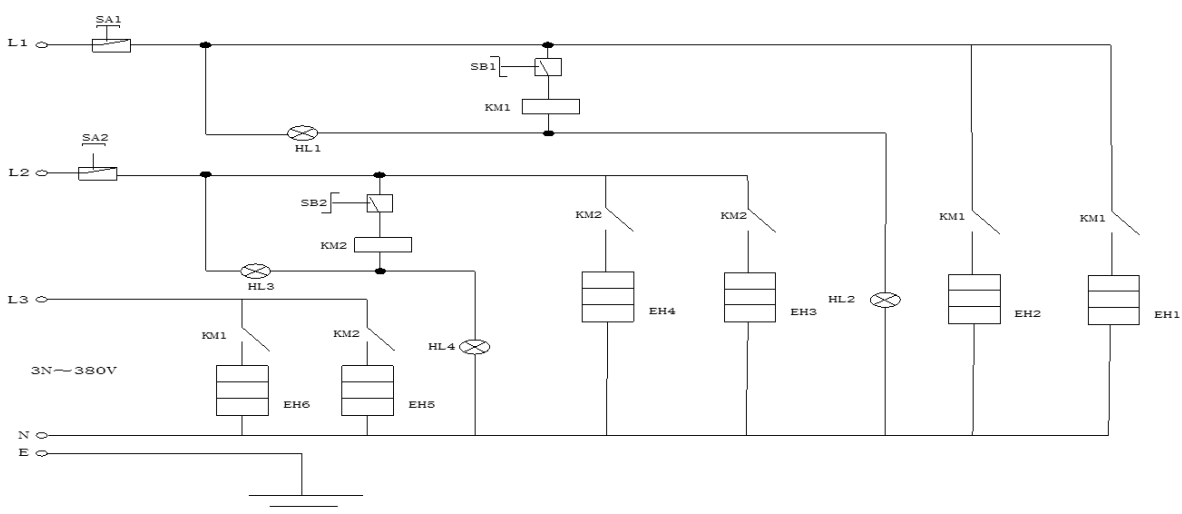 SA1
L1
SB1
KM1
HL1
SA2
L2
SB2
KM2 KM2 KM1 KM1
KM2
HL3
L3 HL2
EH4 EH3 EH2 EH1
KM1 KM2 HL4
3N～380V
EH6 EH5
N
E